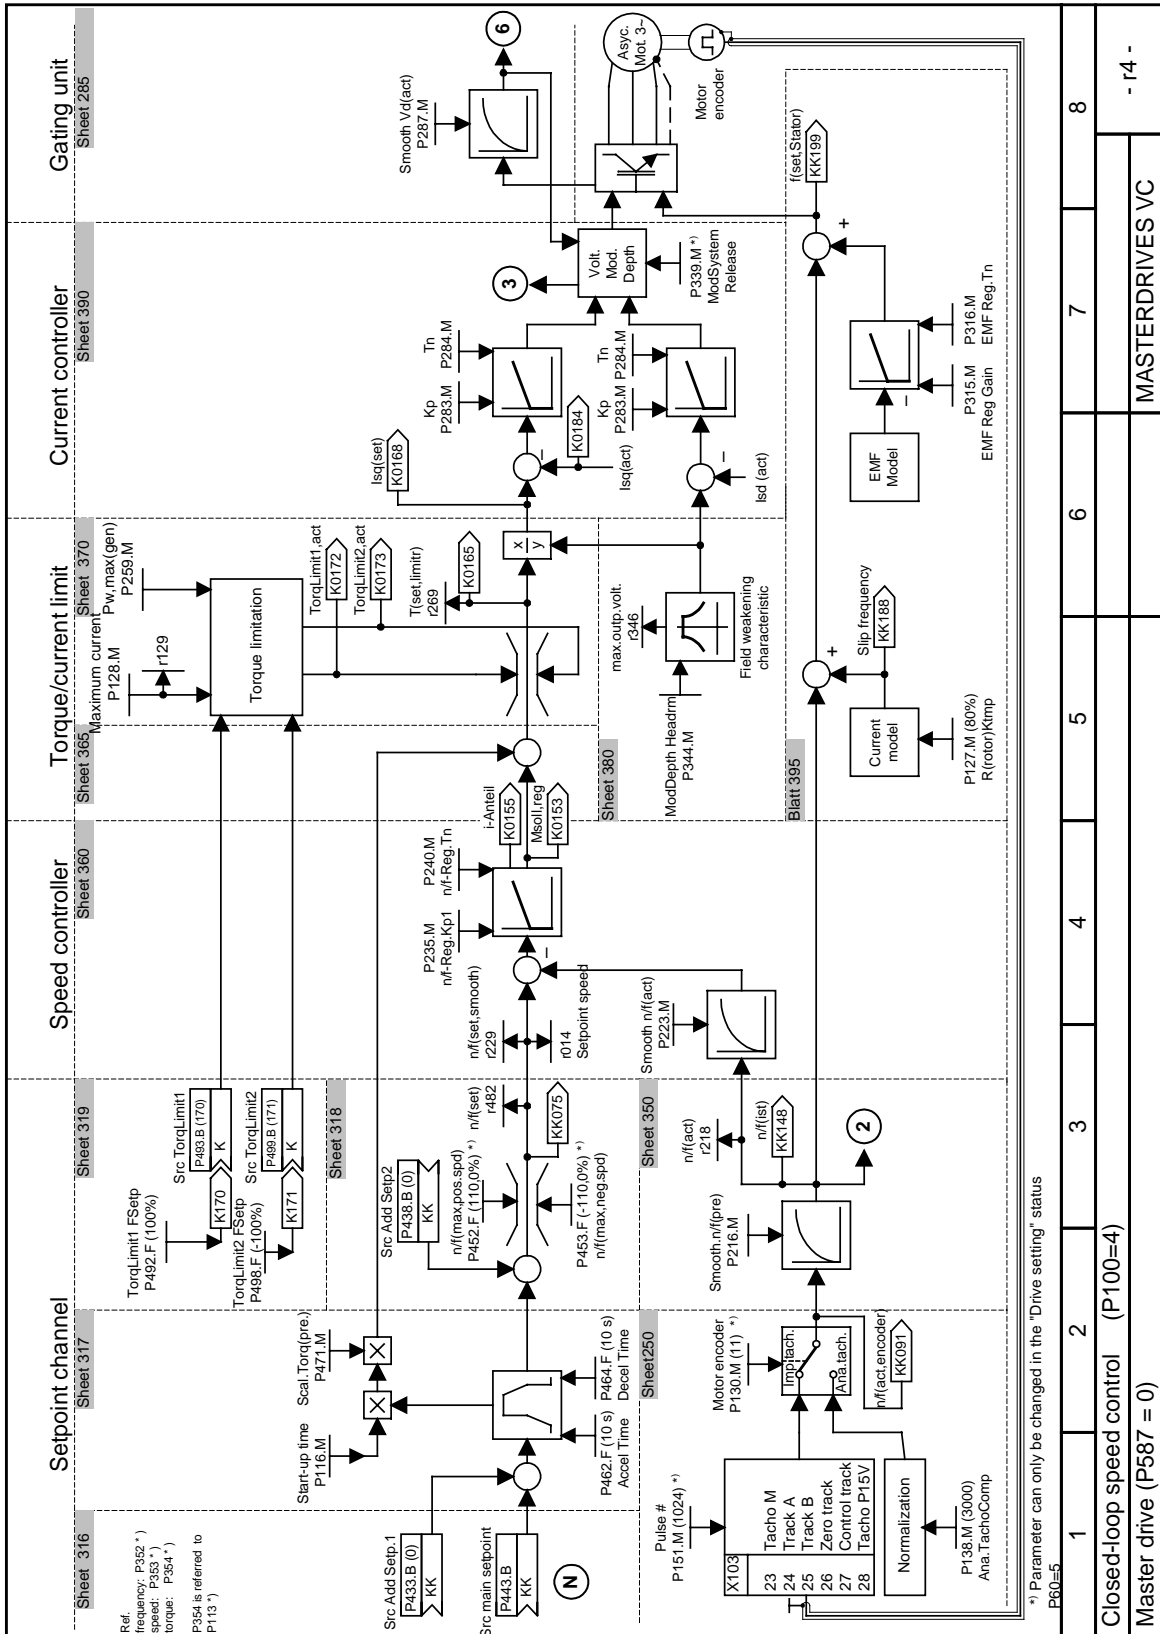 Setpoint channel
Speed controller
Torque/current limit
Current controller
Gating unit
Sheet 316
Sheet 317
Sheet 319
Sheet 360
Sheet 365
Sheet 370
Sheet 390
Sheet 285
Ref.
frequency: P352 *)
speed: P353 *)
torque: P354 *)
P354 is referred to
P113 *)
TorqLimit1 FSetp
P492.F (100%)
K170
Src TorqLimit1
P493.B (170)
K
TorqLimit2 FSetp
P498.F (-100%)
K171
Src TorqLimit2
P499.B (171)
K
Sheet 318
Maximum current
P128.M
r129
Pw,max(gen)
P259.M
Torque limitation
TorqLimit1,act
K0172
TorqLimit2,act
K0173
Start-up time
P116.M
Scal.Torq(pre.)
P471.M
Src Add Setp.1
P433.B (0)
KK
Src main setpoint
P443.B
KK
N
P462.F (10 s)
Accel Time
P464.F (10 s)
Decel Time
Src Add Setp2
P438.B (0)
KK
n/f(max,pos.spd)
P452.F (110,0%) *)
P453.F (-110,0%) *)
n/f(max,neg.spd)
n/f(set)
r482
KK075
n/f(set,smooth)
r229
r014
Setpoint speed
P235.M
n/f-Reg.Kp1
P240.M
n/f-Reg.Tn
i-Anteil
K0155
Msoll,reg
K0153
T(set,limitr)
r269
K0165
x
y
Isq(set)
K0168
K0184
Isq(act)
Kp
P283.M
Tn
P284.M
3
Volt.
Mod.
Depth
P339.M *)
ModSystem
Release
Smooth Vd(act)
P287.M
6
Asyc.
Mot. 3~
Motor
encoder
Sheet 380
ModDepth Headrm
P344.M
max.outp.volt.
r346
Field weakening
characteristic
Isd (act)
Kp
P283.M
Tn
P284.M
Sheet250
Sheet 350
Blatt 395
Pulse #
P151.M (1024) *)
X103
23 Tacho M
24 Track A
25 Track B
26 Zero track
27 Control track
28 Tacho P15V
Normalization
P138.M (3000)
Ana.TachoComp
Motor encoder
P130.M (11) *)
Imp.tach.
Ana.tach.
n/f(act,encoder)
KK091
Smooth.n/f(pre)
P216.M
n/f(act)
r218
n/f(ist)
KK148
2
Smooth n/f(act)
P223.M
Current
model
P127.M (80%)
R(rotor)Ktmp
Slip frequency
KK188
+
EMF
Model
P315.M
EMF Reg Gain
P316.M
EMF Reg.Tn
+
f(set,Stator)
KK199
*) Parameter can only be changed in the "Drive setting" status
P60=5
1 2 3 4 5 6 7 8
Closed-loop speed control (P100=4)
Master drive (P587 = 0)
MASTERDRIVES VC
- r4 -